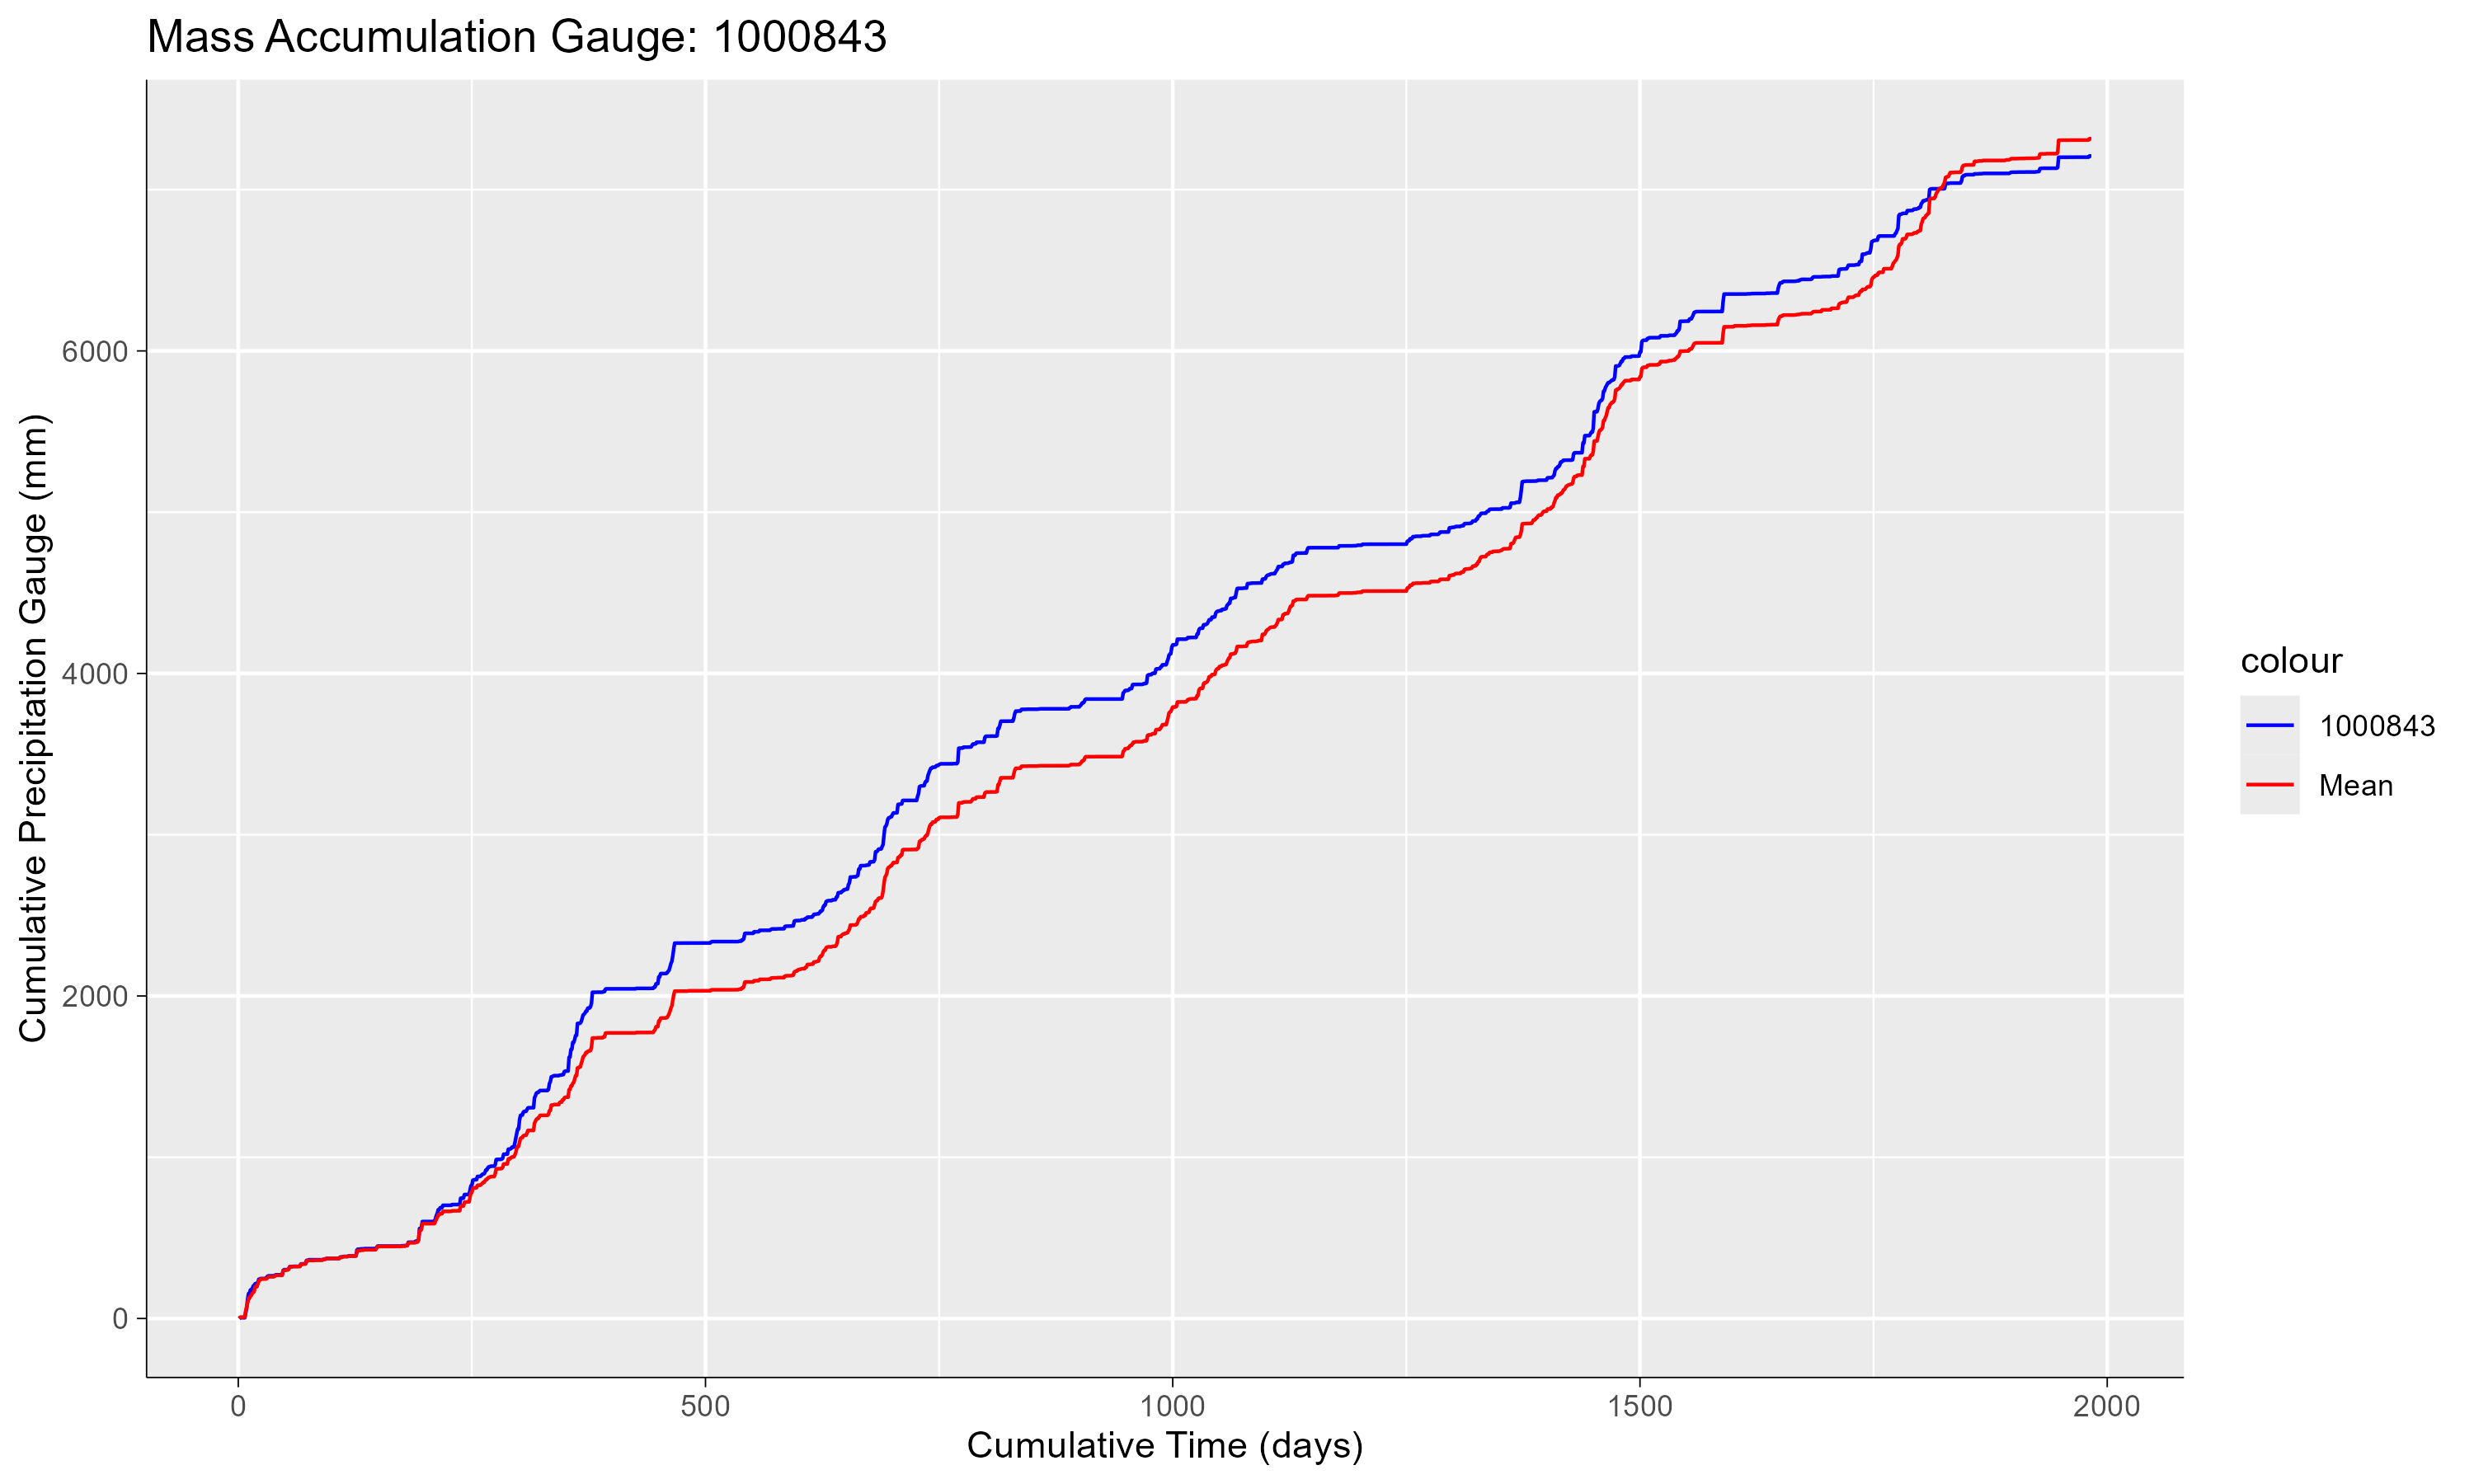 Mass Accumulation Gauge: 1000843
Cumulative Precipitation Gauge (mm)
6000
4000
2000
0
0 500 1000 1500 2000
Cumulative Time (days)
colour
1000843
Mean